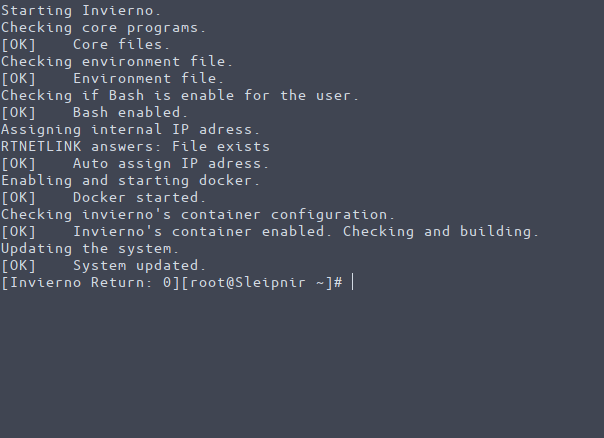 Starting Invierno.
Checking core programs.
[OK]    Core files.
Checking environment file.
[OK]    Environment file.
Checking if Bash is enable for the user.
[OK]    Bash enabled.
Assigning internal IP adress.
RTNETLINK answers: File exists
[OK]    Auto assign IP adress.
Enabling and starting docker.
[OK]    Docker started.
Checking invierno's container configuration.
[OK]    Invierno's container enabled. Checking and building.
Updating the system.
[OK]    System updated.
[Invierno Return: 0][root@Sleipnir ~]#